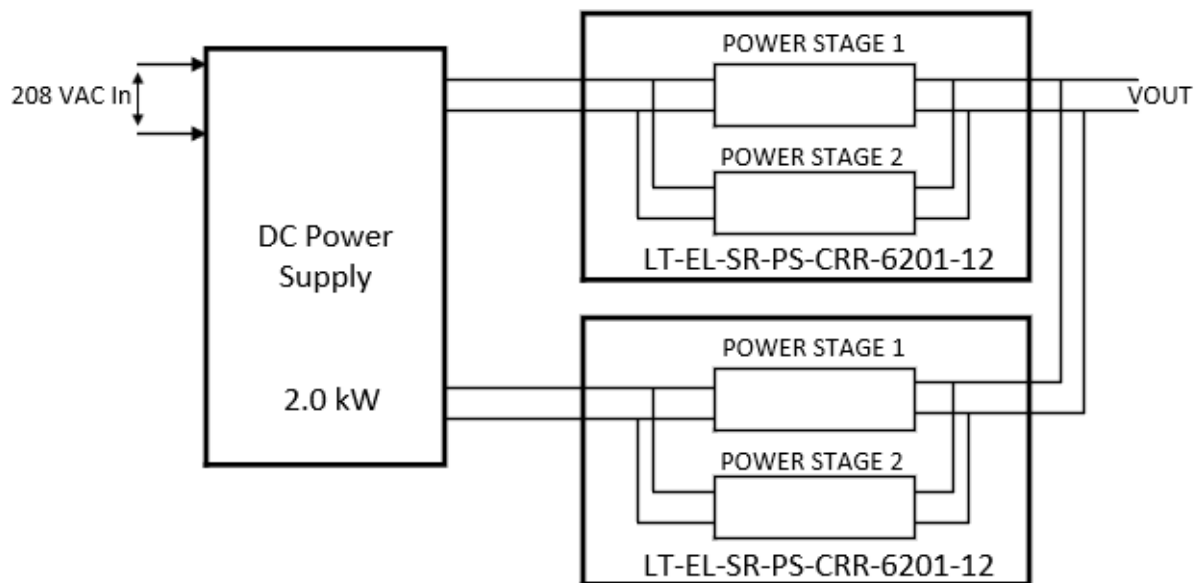 208 VAC In
DC Power
Supply
2.0 kW
POWER STAGE 1
POWER STAGE 2
LT-EL-SR-PS-CRR-6201-12
VOUT
POWER STAGE 1
POWER STAGE 2
LT-EL-SR-PS-CRR-6201-12